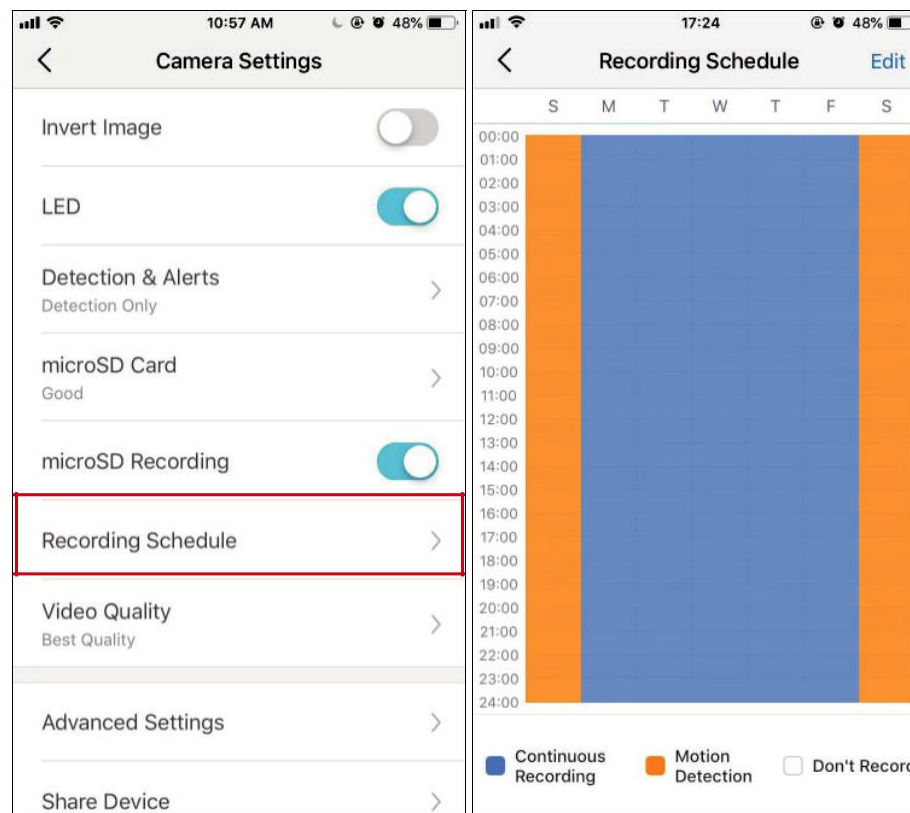 10:57 AM 48%
Camera Settings
Invert Image
LED
Detection & Alerts
Detection Only
microSD Card
Good
microSD Recording
Recording Schedule
Video Quality
Best Quality
Advanced Settings
Share Device
17:24 48%
Recording Schedule Edit
S M T W T F S
00:00
01:00
02:00
03:00
04:00
05:00
06:00
07:00
08:00
09:00
10:00
11:00
12:00
13:00
14:00
15:00
16:00
17:00
18:00
19:00
20:00
21:00
22:00
23:00
24:00
Continuous
Recording
Motion
Detection
Don't Record